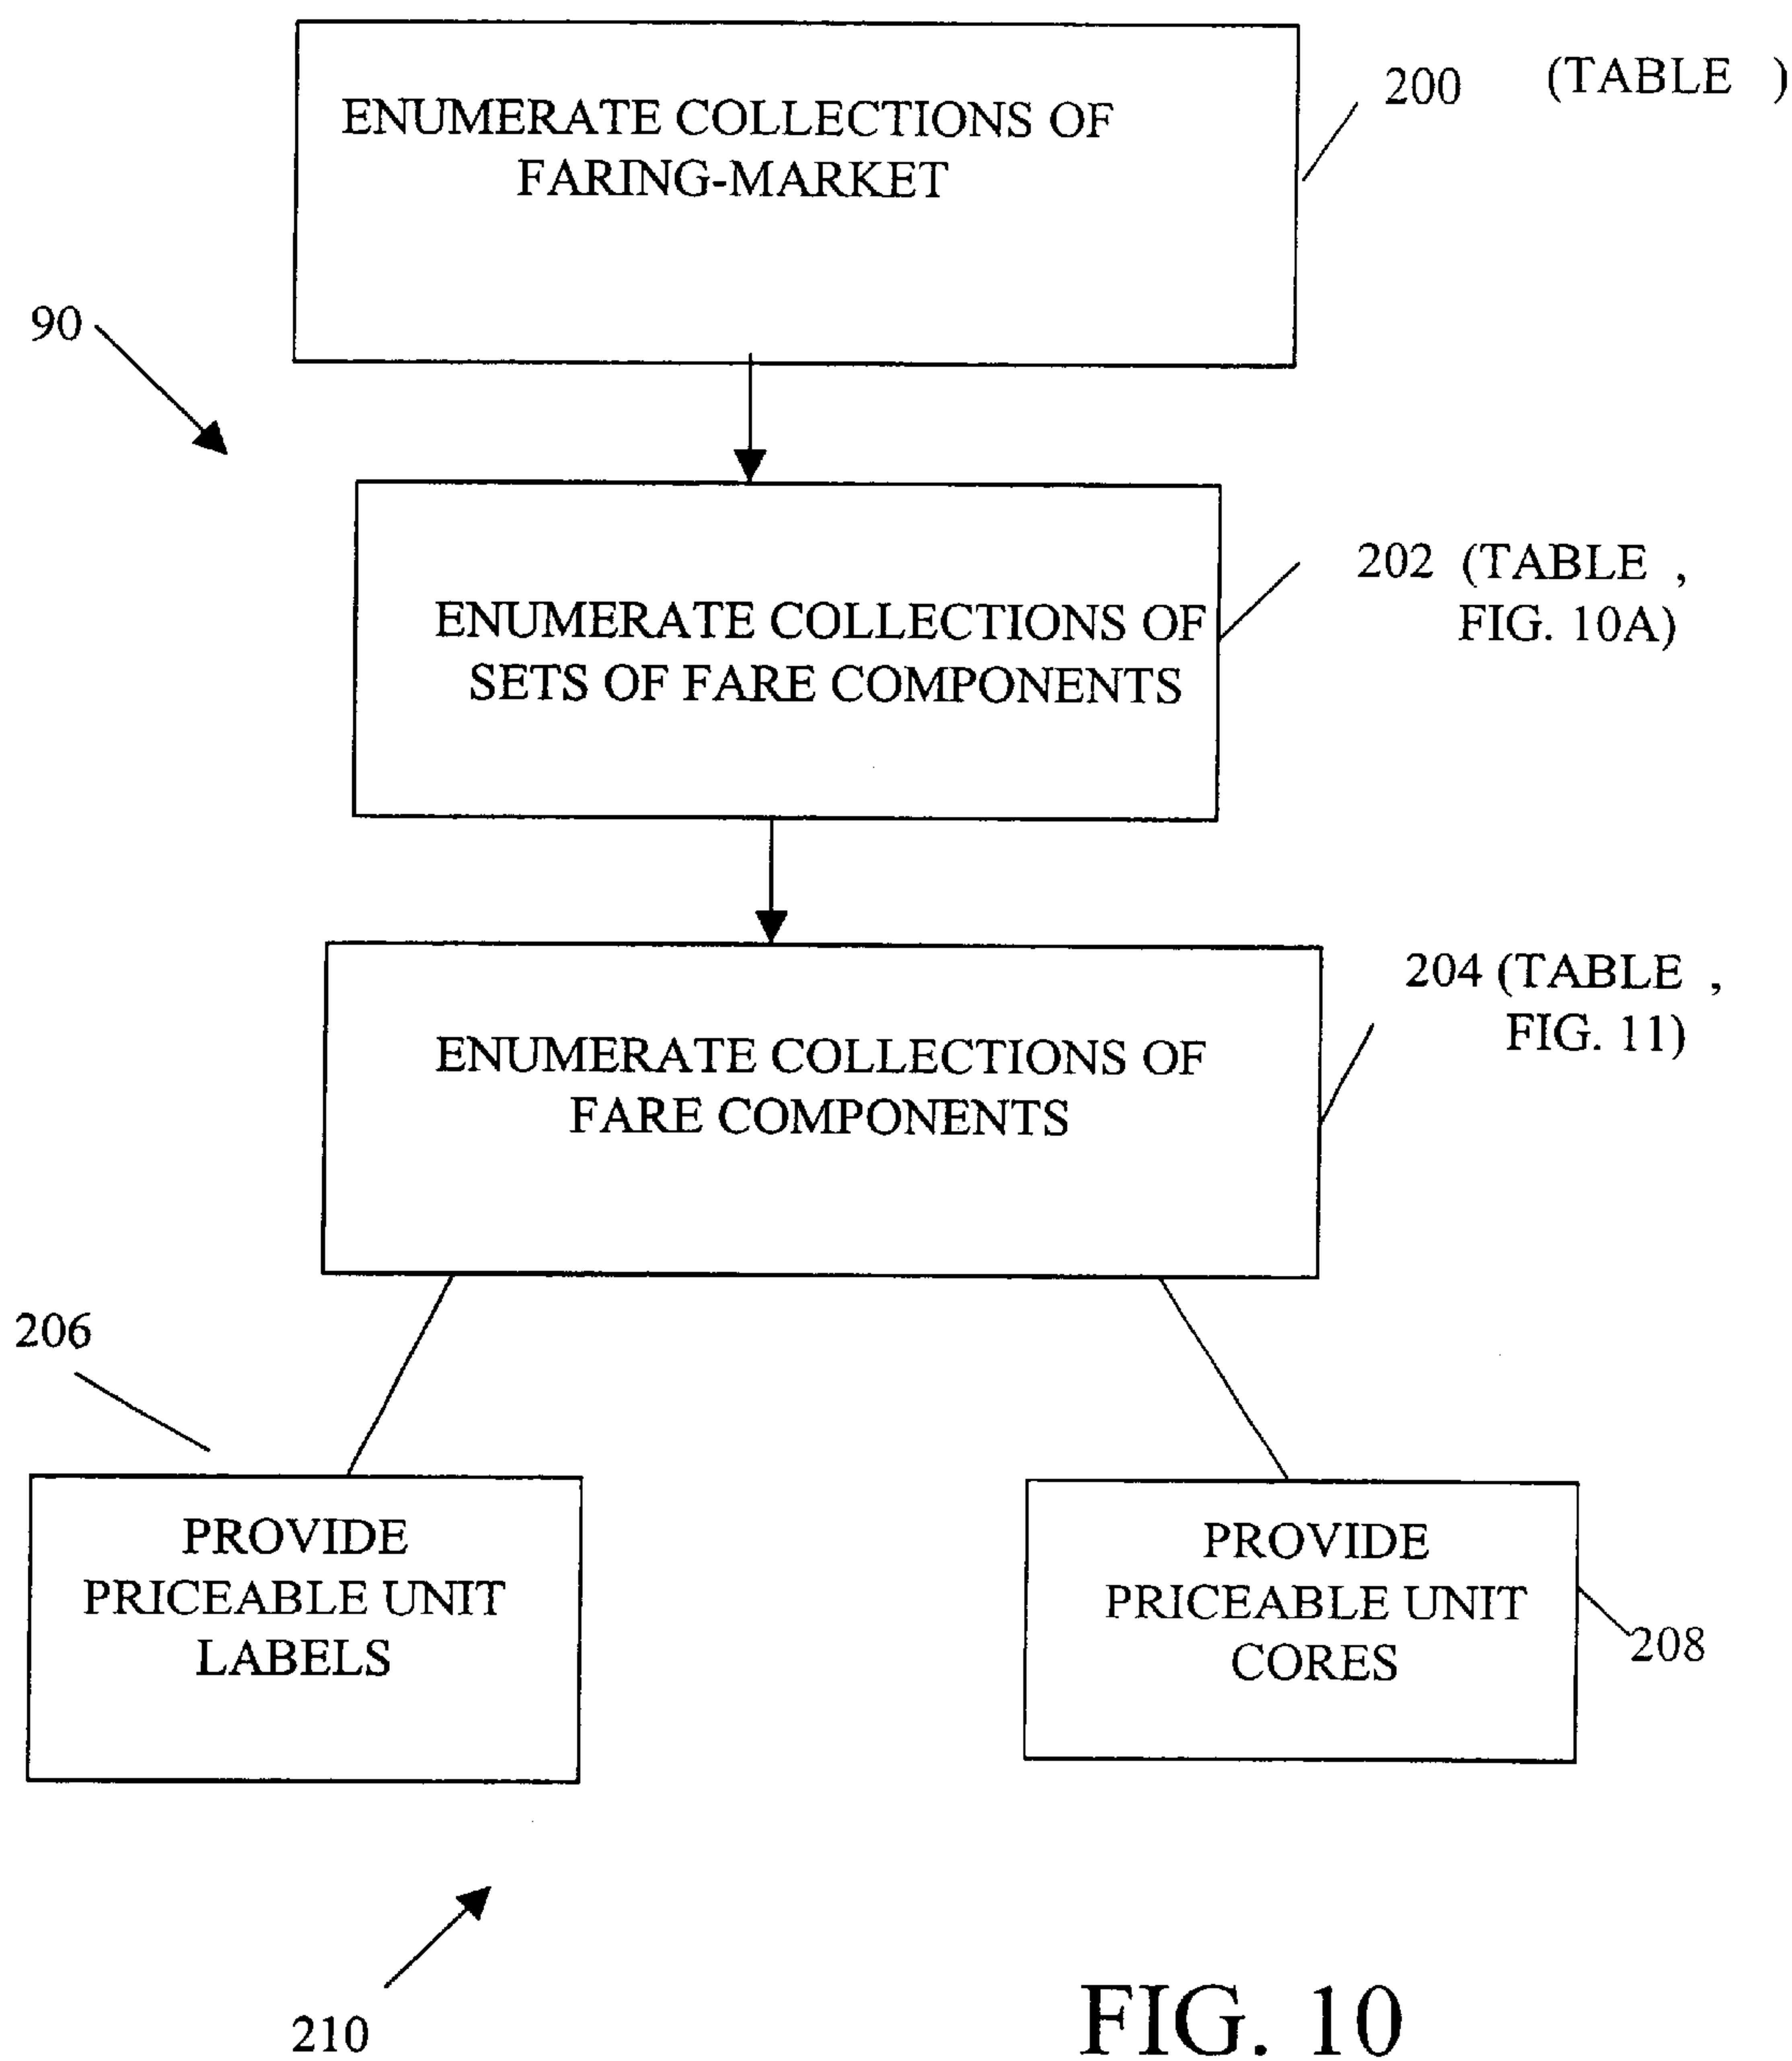 ENUMERATE COLLECTIONS OF
FARING-MARKET
200 (TABLE )
90
ENUMERATE COLLECTIONS OF
SETS OF FARE COMPONENTS
202 (TABLE ,
FIG. 10A)
ENUMERATE COLLECTIONS OF
FARE COMPONENTS
204 (TABLE ,
FIG. 11)
206
PROVIDE
PRICEABLE UNIT
LABELS
PROVIDE
PRICEABLE UNIT
CORES
208
210
FIG. 10